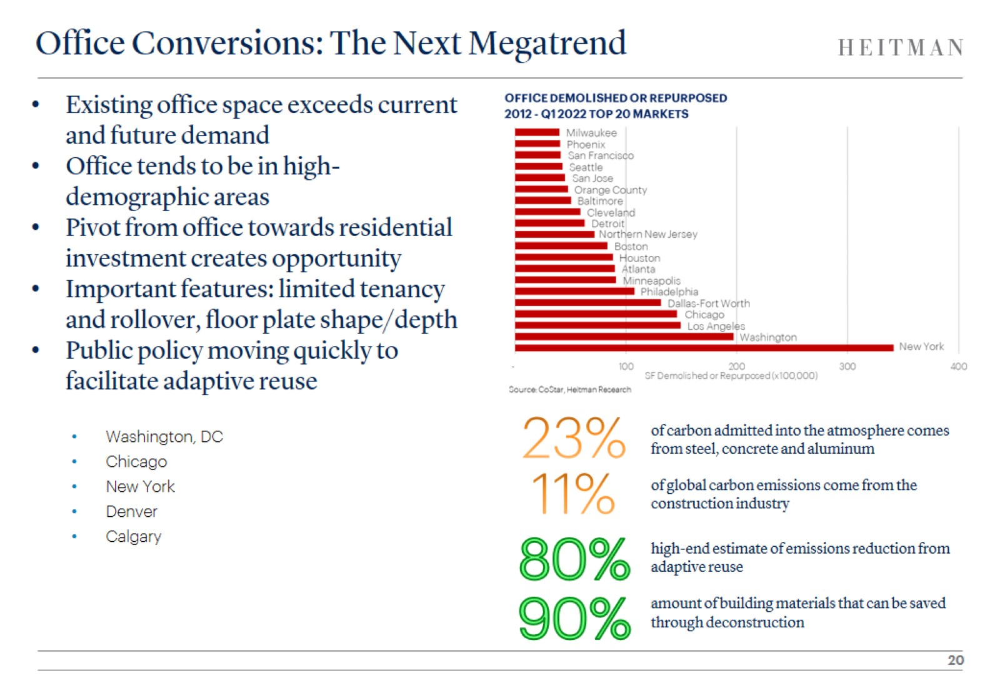 Office Conversions: The Next Megatrend
HEITMAN
• Existing office space exceeds current
and future demand
• Office tends to be in high-
demographic areas
• Pivot from office towards residential
investment creates opportunity
• Important features: limited tenancy
and rollover, floor plate shape/depth
• Public policy moving quickly to
facilitate adaptive reuse
• Washington, DC
• Chicago
• New York
• Denver
• Calgary
OFFICE DEMOLISHED OR REPURPOSED
2012 - Q1 2022 TOP 20 MARKETS
Milwaukee
Phoenix
San Francisco
Seattle
San Jose
Orange County
Baltimore
Cleveland
Detroit
Northern New Jersey
Boston
Houston
Atlanta
Minneapolis
Philadelphia
Dallas-Fort Worth
Chicago
Los Angeles
Washington
New York
- 100 200 300 400
SF Demolished or Repurposed (x100,000)
Source: CoStar, Heitman Research
23%
of carbon admitted into the atmosphere comes
from steel, concrete and aluminum
11%
of global carbon emissions come from the
construction industry
80%
high-end estimate of emissions reduction from
adaptive reuse
90%
amount of building materials that can be saved
through deconstruction
20